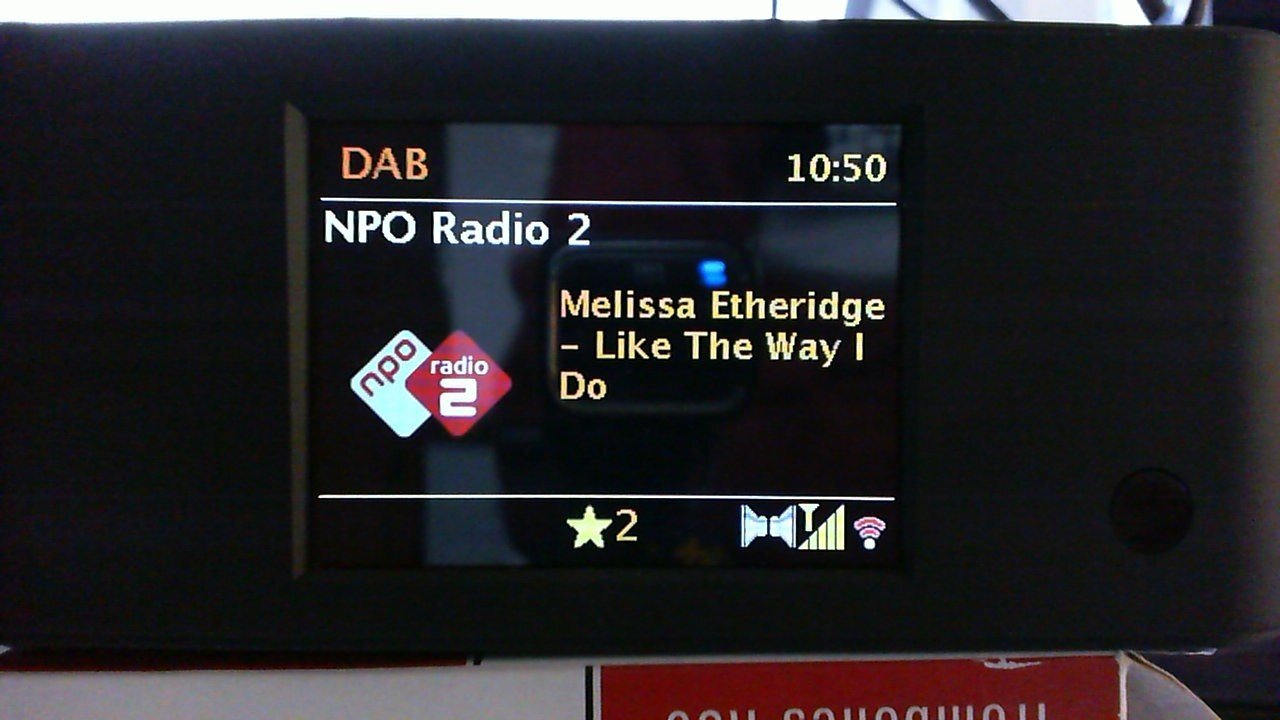 DAB 10:50
NPO Radio 2
Melissa Etheridge
– Like The Way I
Do
npo radio
2
2